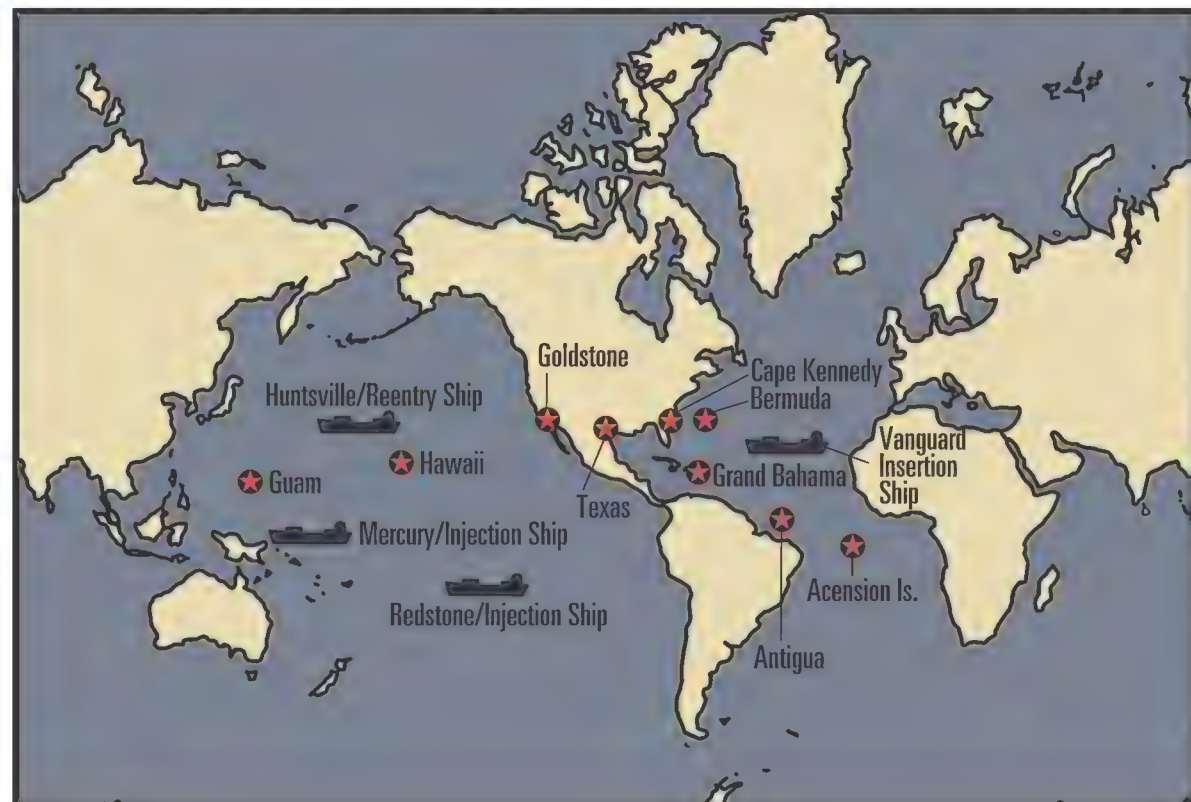 Goldstone
Cape Kennedy
Bermuda
Huntsville/Reentry Ship
Vanguard
Insertion
Ship
Hawaii
Guam
Grand Bahama
Texas
Mercury/Injection Ship
Acension Is.
Redstone/Injection Ship
Antigua